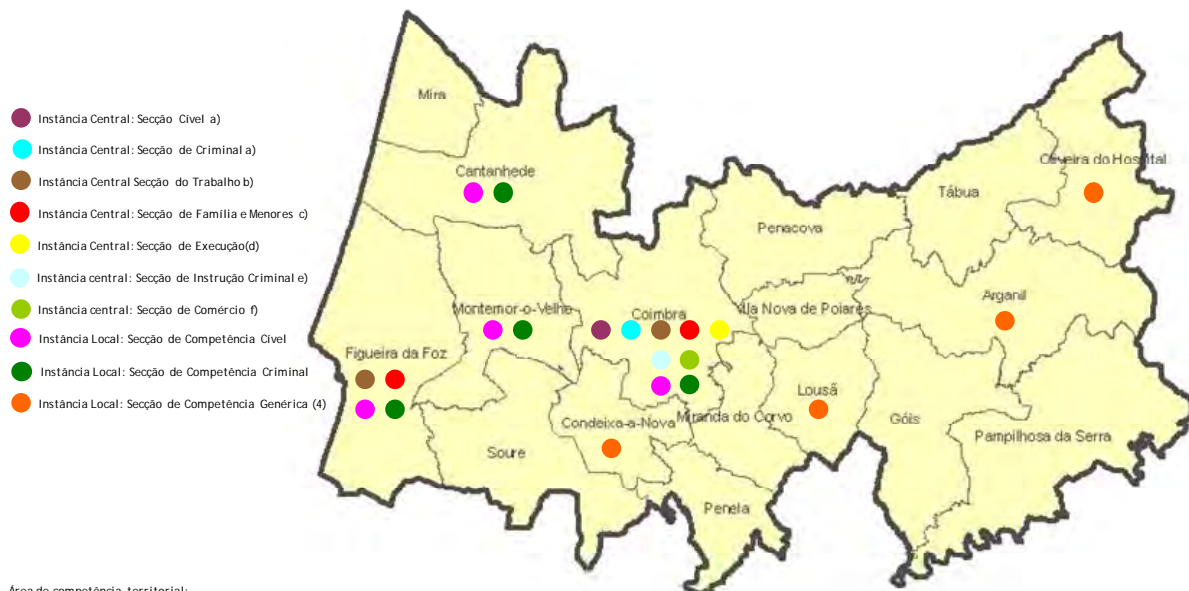 Instância Central: Secção Cível a)
Instância Central: Secção de Criminal a)
Instância Central Secção do Trabalho b)
Instância Central: Secção de Família e Menores c)
Instância Central: Secção de Execução(d)
Instância central: Secção de Instrução Criminal e)
Instância Central: Secção de Comércio f)
Instância Local: Secção de Competência Cível
Instância Local: Secção de Competência Criminal
Instância Local: Secção de Competência Genérica (4)
Mira
Cantanhede
Oliveira do Hospital
Tábua
Penacova
Arganil
Montemor-o-Velho
Coimbra
Vila Nova de Poiares
Figueira da Foz
Lousã
Condeixa-a-Nova
Miranda do Corvo
Góis
Pampilhosa da Serra
Soure
Penela
Área de competência territorial: